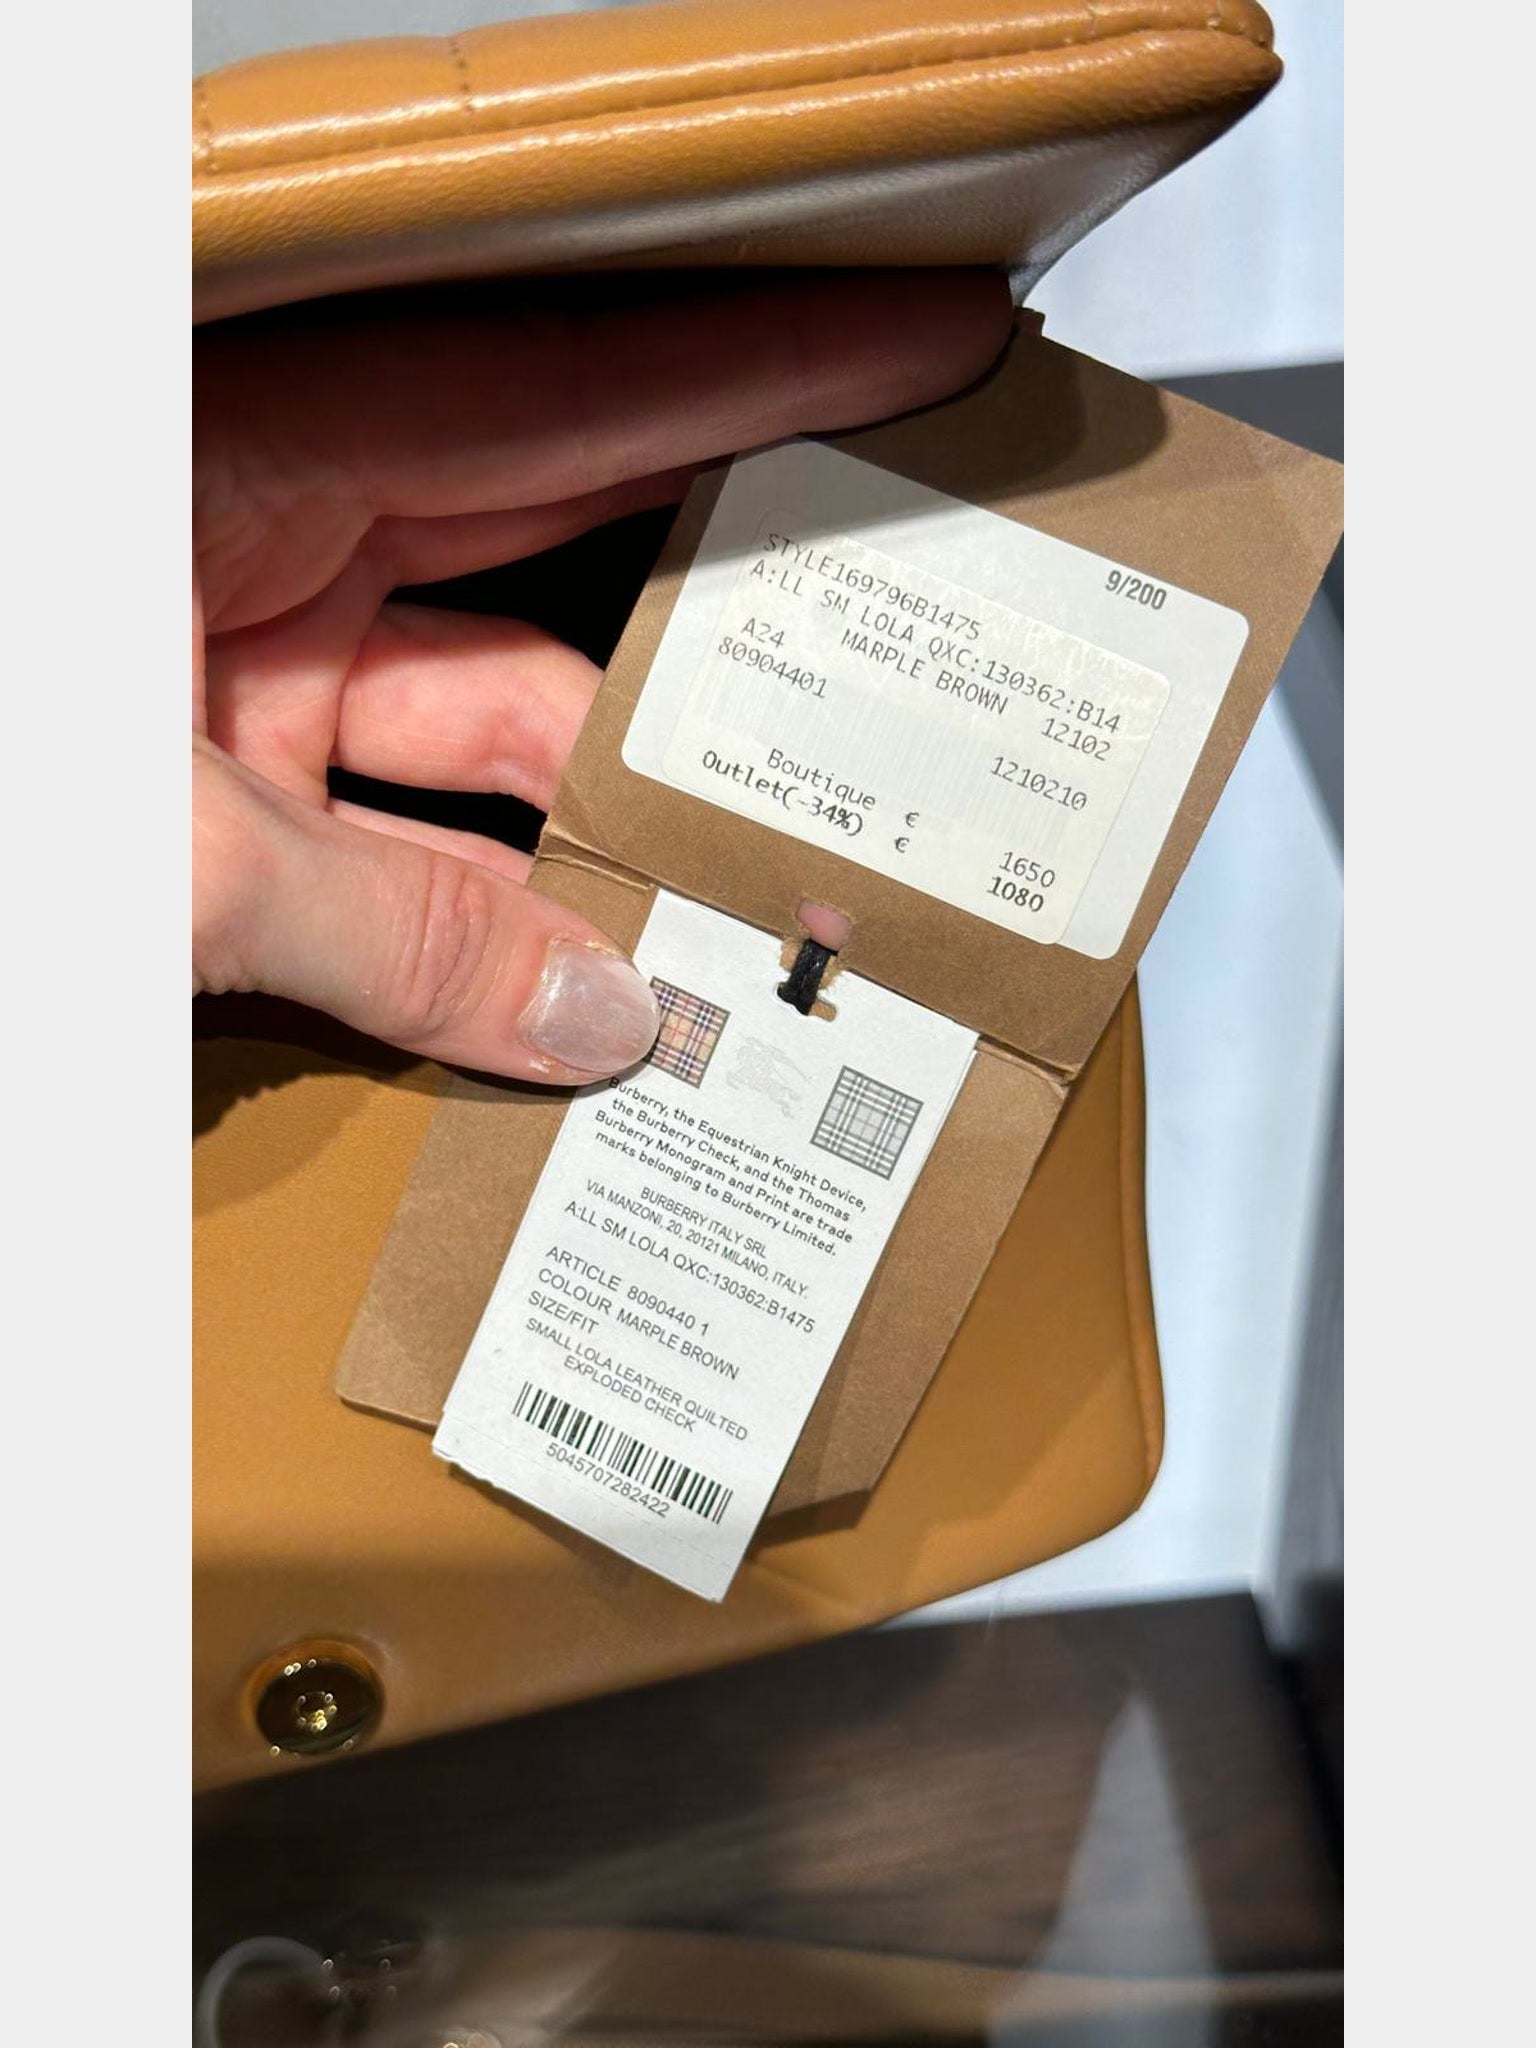 9/200
STYLE169796B1475
A:LL SM LOLA QXC:130362:B14
A24 MARPLE BROWN 12102
80904401 1210210
Boutique € 1650
Outlet(-34%) € 1080
Burberry, the Equestrian Knight Device,
the Burberry Check, and the Thomas
Burberry Monogram and Print are trade
marks belonging to Burberry Limited.
BURBERRY ITALY SRL
VIA MANZONI, 20, 20121 MILANO, ITALY.
A:LL SM LOLA QXC:130362:B1475
ARTICLE 8090440 1
COLOUR MARPLE BROWN
SIZE/FIT
SMALL LOLA LEATHER QUILTED
EXPLODED CHECK
5045707282422